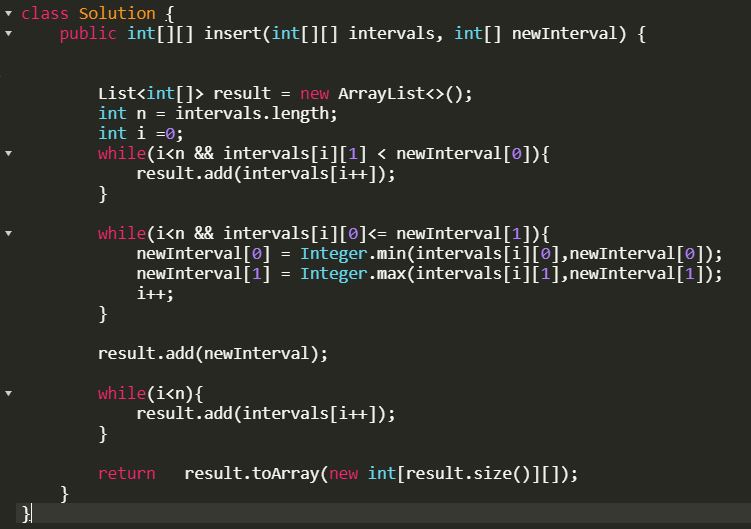 class Solution {
    public int[][] insert(int[][] intervals, int[] newInterval) {
        List<int[]> result = new ArrayList<>();
        int n = intervals.length;
        int i =0;
        while(i<n && intervals[i][1] < newInterval[0]){
            result.add(intervals[i++]);
        }
        while(i<n && intervals[i][0]<= newInterval[1]){
            newInterval[0] = Integer.min(intervals[i][0],newInterval[0]);
            newInterval[1] = Integer.max(intervals[i][1],newInterval[1]);
            i++;
        }
        result.add(newInterval);
        while(i<n){
            result.add(intervals[i++]);
        }
        return   result.toArray(new int[result.size()][]);
    }
}